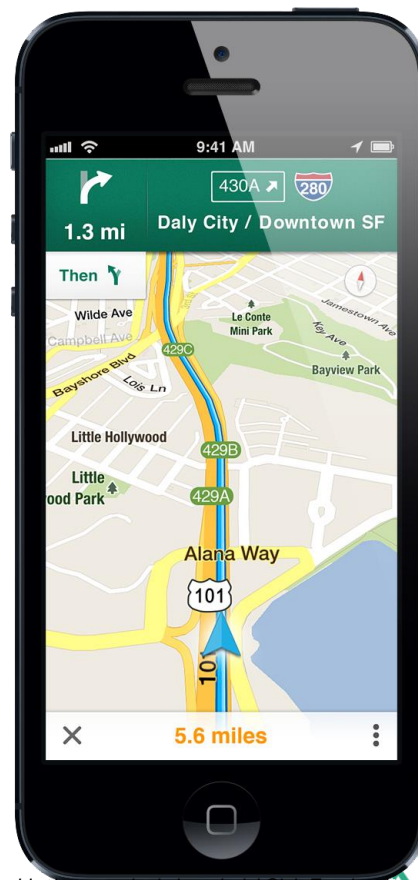 9:41 AM
430A 280
1.3 mi
Daly City / Downtown SF
Then
Wilde Ave
Le Conte
Mini Park
Jamestown Ave
Key Ave
Campbell Ave
429C
Bayview Park
Bayshore Blvd
Lois Ln
Little Hollywood
429B
Little
ood Park
429A
Alana Way
101
101
5.6 miles